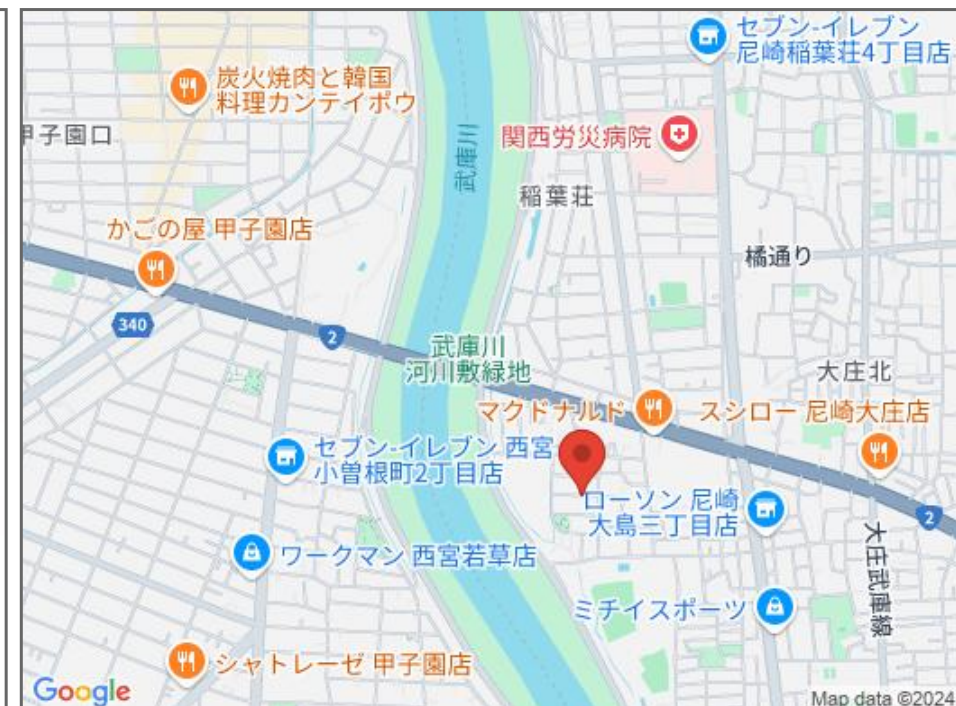 セブン-イレブン
尼崎稲葉荘4丁目店
炭火焼肉と韓国
料理カンテイポウ
甲子園口
武庫川
関西労災病院
稲葉荘
かごの屋 甲子園店
橘通り
340
2
武庫川
河川敷緑地
大庄北
マクドナルド
スシロー 尼崎大庄店
セブン-イレブン 西宮
小曽根町2丁目店
ローソン 尼崎
大島三丁目店
2
ワークマン 西宮若草店
大庄武庫線
ミチイスポーツ
シャトレーゼ 甲子園店
Google
Map data ©2024